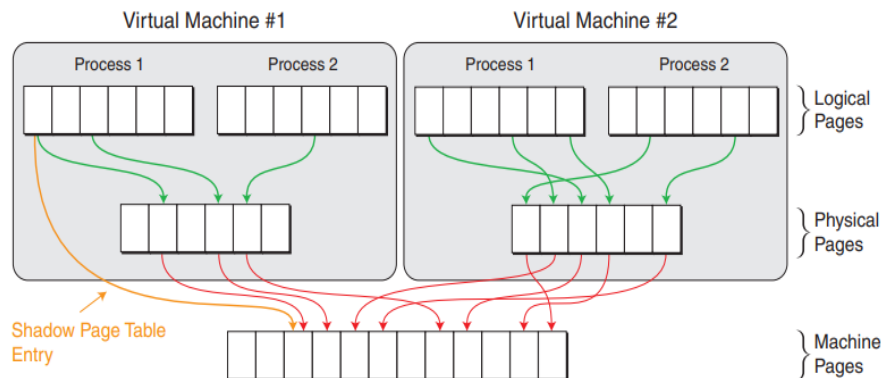 Virtual Machine #1
Virtual Machine #2
Process 1
Process 2
Process 1
Process 2
Logical
Pages
Physical
Pages
Shadow Page Table
Entry
Machine
Pages